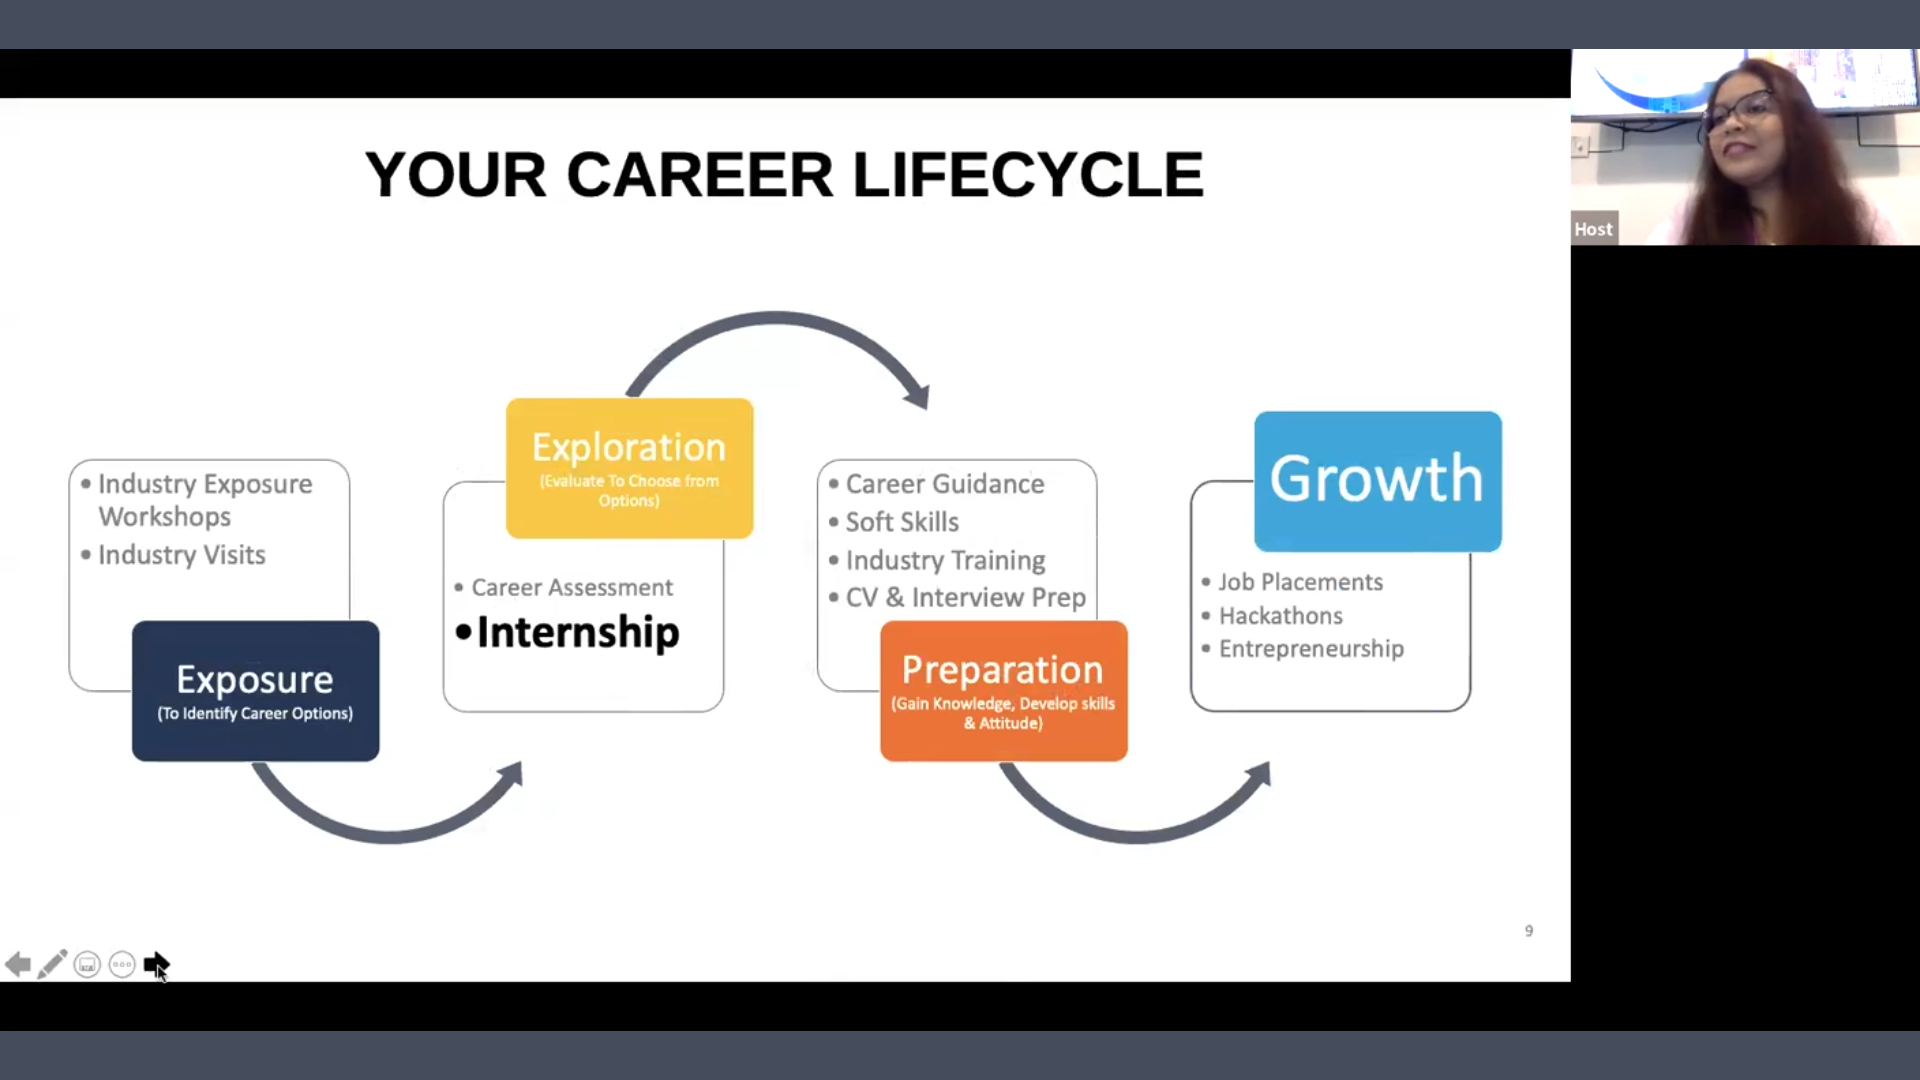 YOUR CAREER LIFECYCLE
Host
• Industry Exposure
Workshops
• Industry Visits
Exposure
(To Identify Career Options)
Exploration
(Evaluate To Choose from
Options)
• Career Assessment
•Internship
• Career Guidance
• Soft Skills
• Industry Training
• CV & Interview Prep
Preparation
(Gain Knowledge, Develop skills
& Attitude)
Growth
• Job Placements
• Hackathons
• Entrepreneurship
9